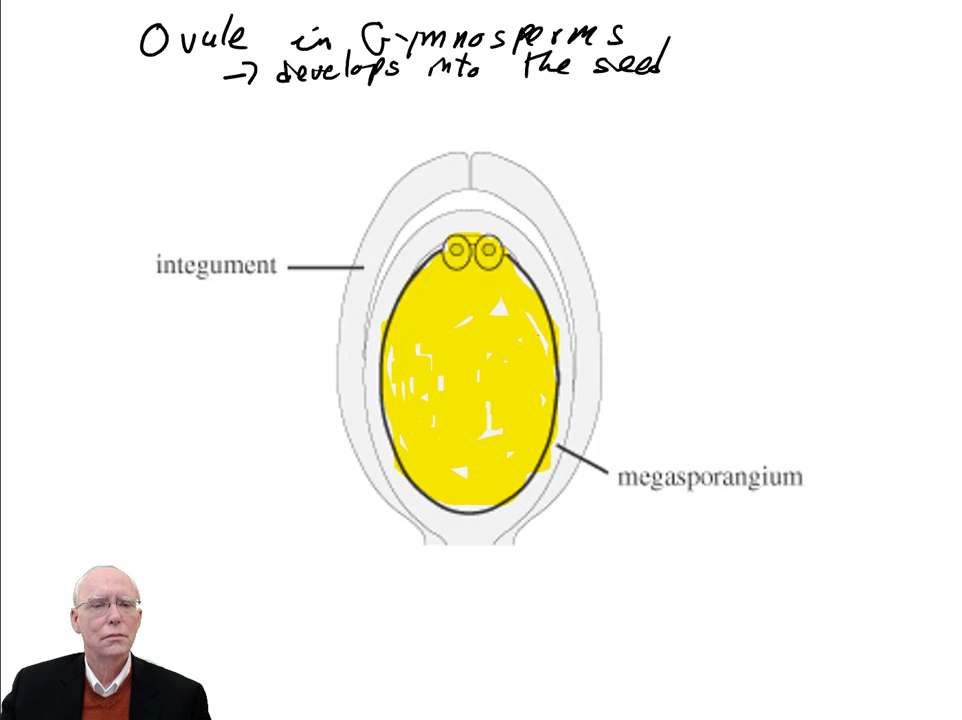 Ovule in Gymnosperms
→ develops into the seed
integument
megasporangium